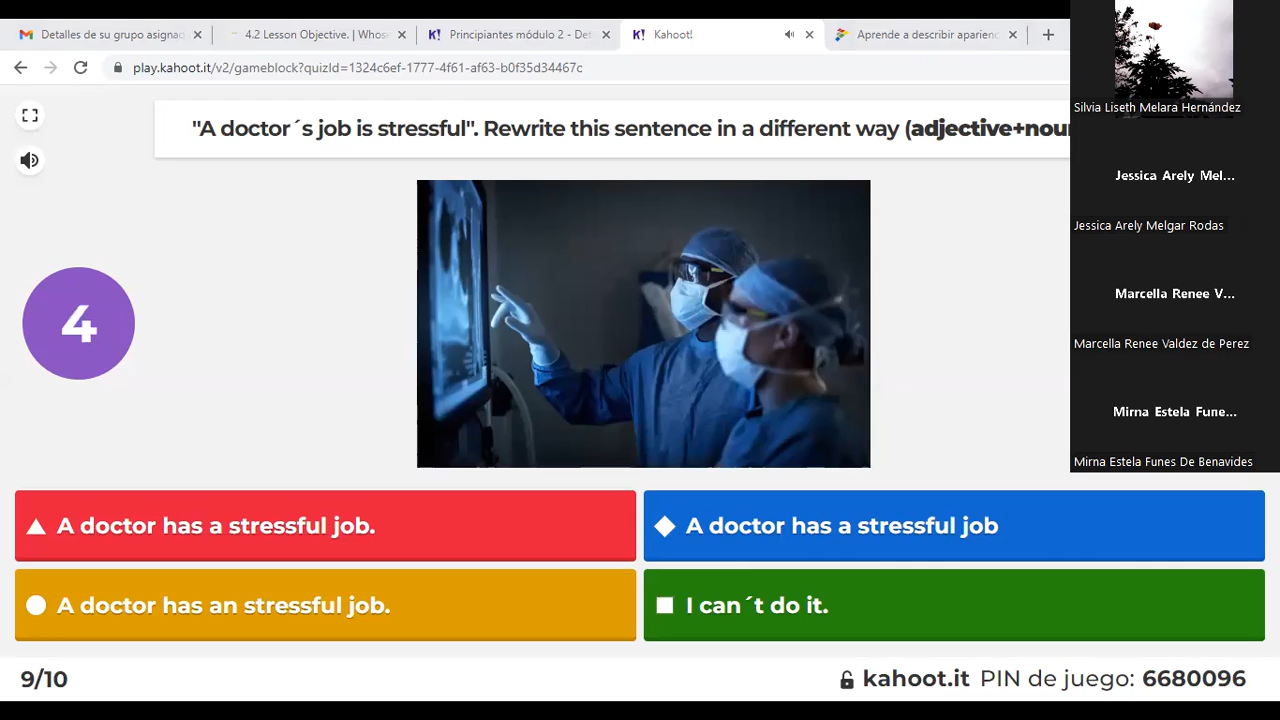 Detalles de su grupo asignac
4.2 Lesson Objective. | Whos
Principiantes módulo 2 - Det
Kahoot!
Aprende a describir aparien
play.kahoot.it/v2/gameblock?quizId=1324c6ef-1777-4f61-af63-b0f35d34467c
"A doctor´s job is stressful". Rewrite this sentence in a different way (adjective+noun
4
A doctor has a stressful job.
A doctor has a stressful job
A doctor has an stressful job.
I can´t do it.
9/10
kahoot.it PIN de juego: 6680096
Silvia Liseth Melara Hernández
Jessica Arely Mel...
Jessica Arely Melgar Rodas
Marcella Renee V...
Marcella Renee Valdez de Perez
Mirna Estela Fune...
Mirna Estela Funes De Benavides